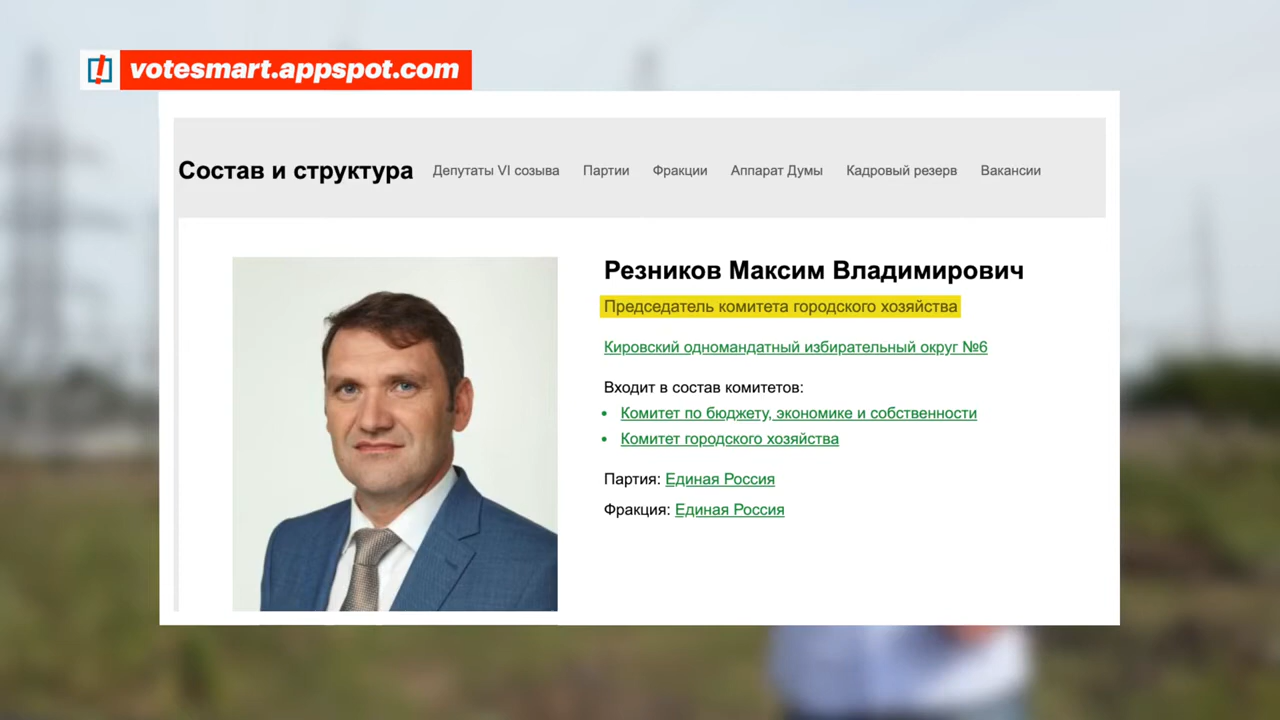 votesmart.appspot.com
Состав и структура Депутаты VI созыва Партии Фракции Аппарат Думы Кадровый резерв Вакансии
Резников Максим Владимирович
Председатель комитета городского хозяйства
Кировский одномандатный избирательный округ №6
Входит в состав комитетов:
• Комитет по бюджету, экономике и собственности
• Комитет городского хозяйства
Партия: Единая Россия
Фракция: Единая Россия